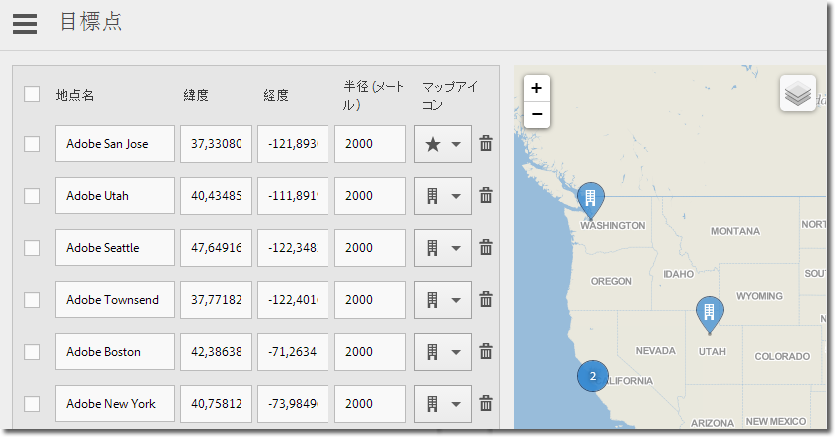 目標点
地点名 緯度 経度 半径 (メートル) マップアイコン
Adobe San Jose 37,33080 -121,893 2000
Adobe Utah 40,43485 -111,891 2000
Adobe Seattle 47,64916 -122,348 2000
Adobe Townsend 37,77182 -122,401 2000
Adobe Boston 42,38638 -71,2634 2000
Adobe New York 40,75812 -73,9849 2000
+
−
WASHINGTON
MONTANA
NORT
OREGON
IDAHO
SOU
WYOMING
NEVADA
UTAH
COLORADO
2
CALIFORNIA
ARIZONA
NEW MEXICO